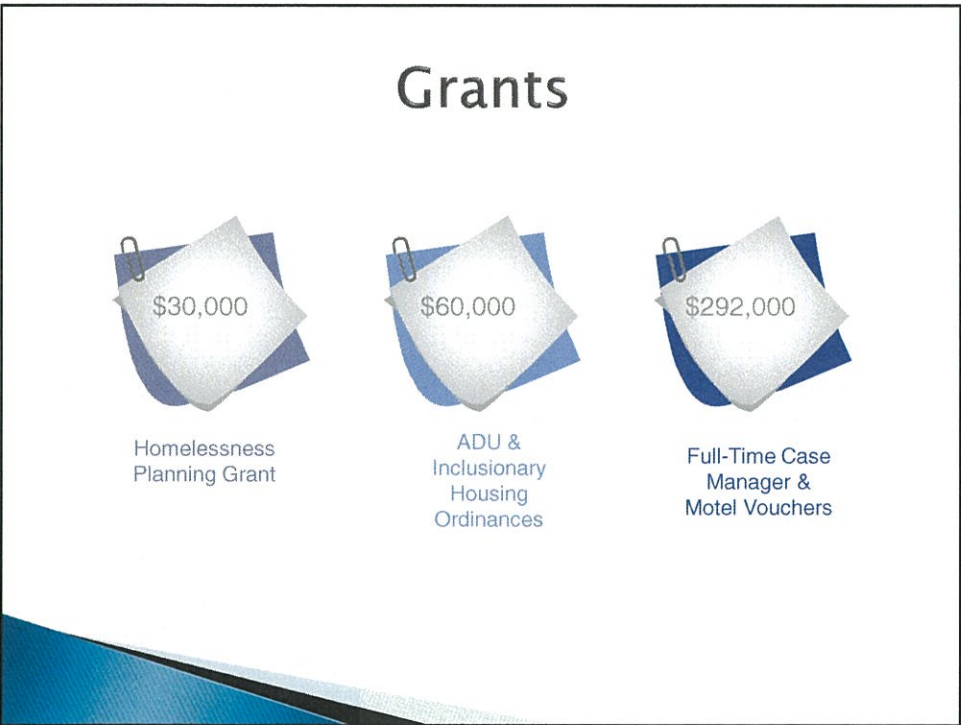 Grants
$30,000
$60,000
$292,000
Homelessness
Planning Grant
ADU &
Inclusionary
Housing
Ordinances
Full-Time Case
Manager &
Motel Vouchers